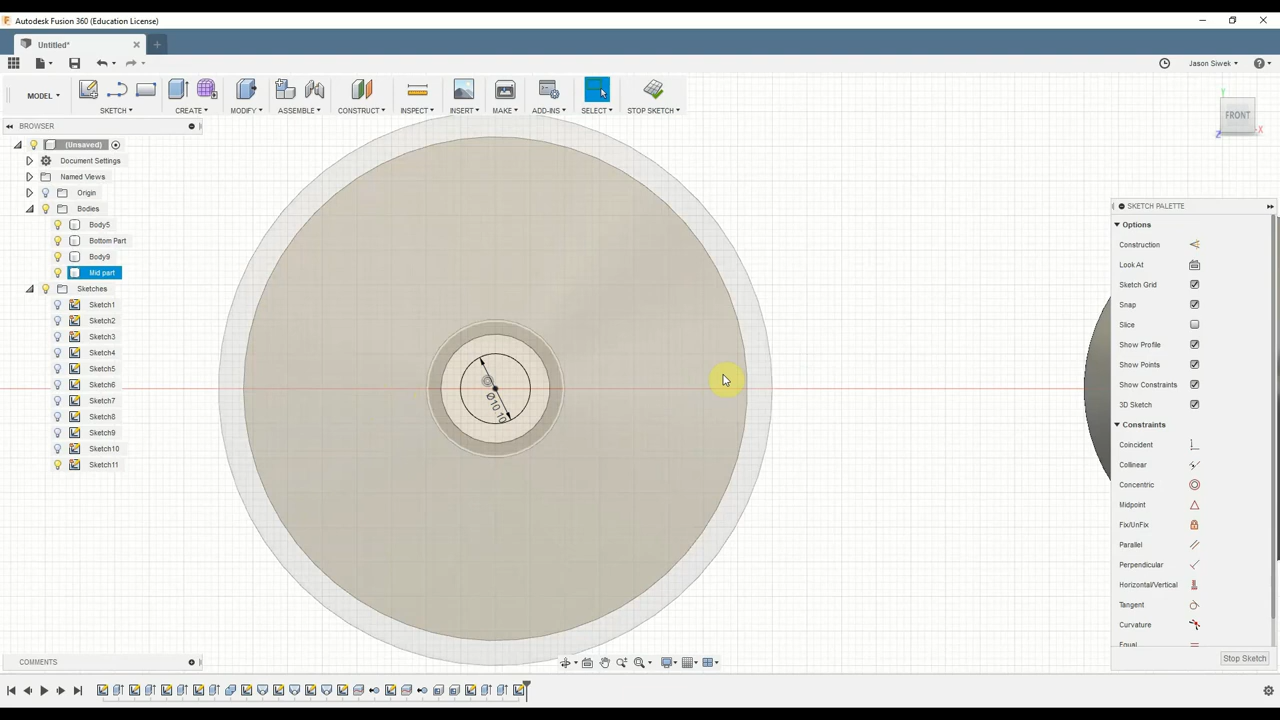 Autodesk Fusion 360 (Education License)
Untitled*
Jason Siwek
MODEL
SKETCH
CREATE
MODIFY
ASSEMBLE
CONSTRUCT
INSPECT
INSERT
MAKE
ADD-INS
SELECT
STOP SKETCH
BROWSER
(Unsaved)
Document Settings
Named Views
Origin
Bodies
Body5
Bottom Part
Body9
Mid part
Sketches
Sketch1
Sketch2
Sketch3
Sketch4
Sketch5
Sketch6
Sketch7
Sketch8
Sketch9
Sketch10
Sketch11
Ø10.10
Y
FRONT
Z
X
SKETCH PALETTE
Options
Construction
Look At
Sketch Grid
Snap
Slice
Show Profile
Show Points
Show Constraints
3D Sketch
Constraints
Coincident
Collinear
Concentric
Midpoint
Fix/UnFix
Parallel
Perpendicular
Horizontal/Vertical
Tangent
Curvature
Equal
Stop Sketch
COMMENTS